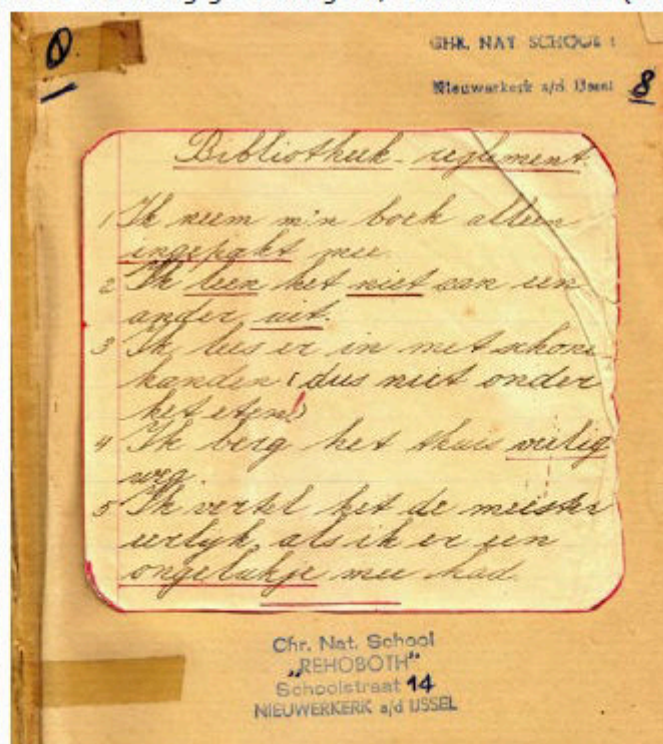 0.
CHR. NAT. SCHOOL
Nieuwerkerk a/d IJssel 8
Bibliotheek-reglement.
1 Ik neem m'n boek alleen
ingepakt mee.
2 Ik leen het niet aan een
ander uit.
3 Ik lees er in met schone
handen (dus niet onder
het eten!)
4 Ik berg het thuis veilig
weg.
5 Ik vertel het de meester
eerlyk, als ik er een
ongelukje mee had.
Chr. Nat. School
„REHOBOTH"
Schoolstraat 14
NIEUWERKERK a/d IJSSEL